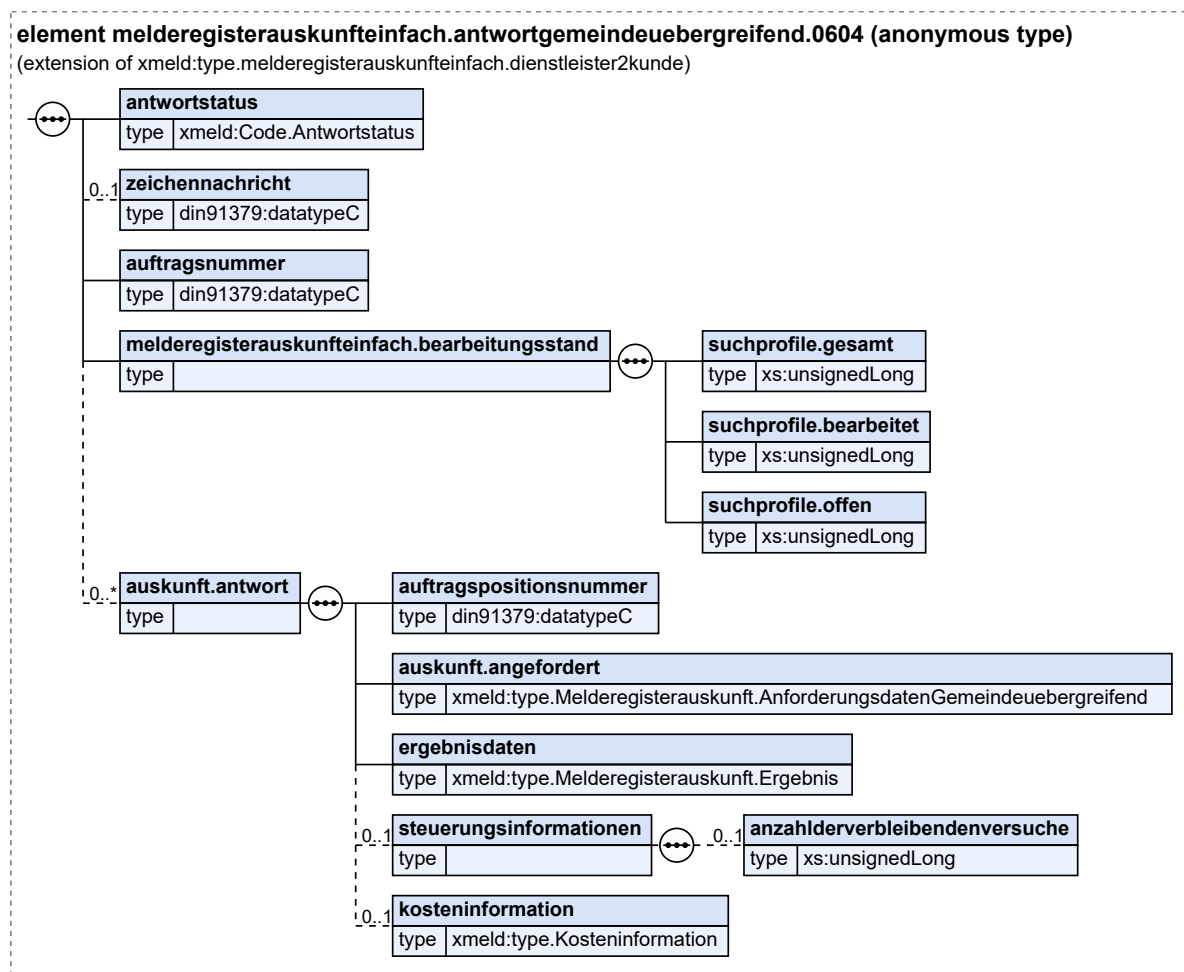 element melderegisterauskunfteinfach.antwortgemeindeuebergreifend.0604 (anonymous type)
(extension of xmeld:type.melderegisterauskunfteinfach.dienstleister2kunde)
antwortstatus
type xmeld:Code.Antwortstatus
0..1 zeichennachricht
type din91379:datatypeC
auftragsnummer
type din91379:datatypeC
melderegisterauskunfteinfach.bearbeitungsstand
type
suchprofile.gesamt
type xs:unsignedLong
suchprofile.bearbeitet
type xs:unsignedLong
suchprofile.offen
type xs:unsignedLong
0..* auskunft.antwort
type
auftragspositionsnummer
type din91379:datatypeC
auskunft.angefordert
type xmeld:type.Melderegisterauskunft.AnforderungsdatenGemeindeuebergreifend
ergebnisdaten
type xmeld:type.Melderegisterauskunft.Ergebnis
0..1 steuerungsinformationen
type
0..1 anzahlderverbleibendenversuche
type xs:unsignedLong
0..1 kosteninformation
type xmeld:type.Kosteninformation